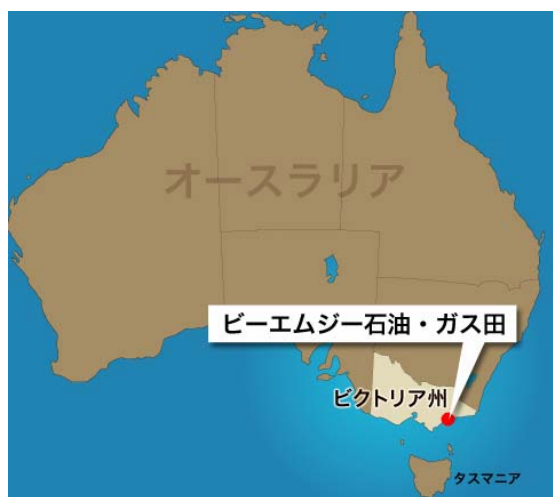 オースラリア
ビーエムジー石油・ガス田
ビクトリア州
タスマニア